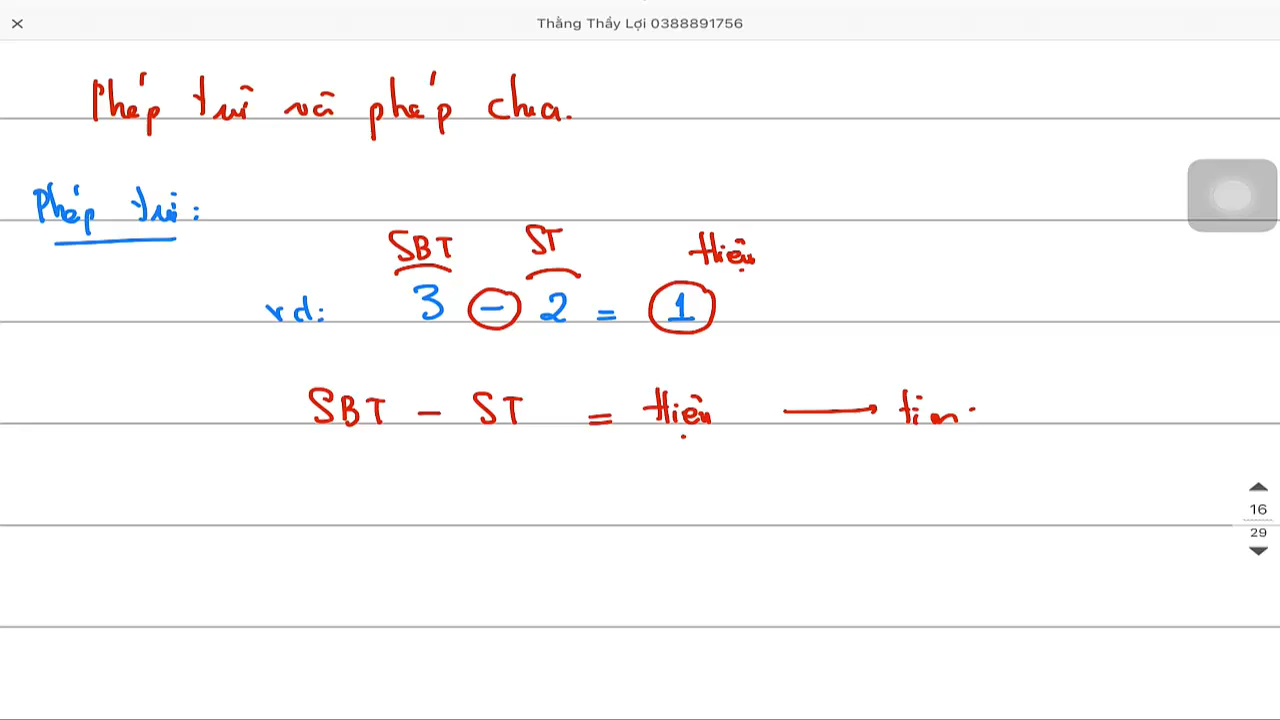 Thằng Thầy Lợi 0388891756
Phép trừ và phép chia.
Phép trừ:
SBT ST Hiệu
vd: 3 - 2 = 1
SBT - ST = Hiệu → tìm
16
29